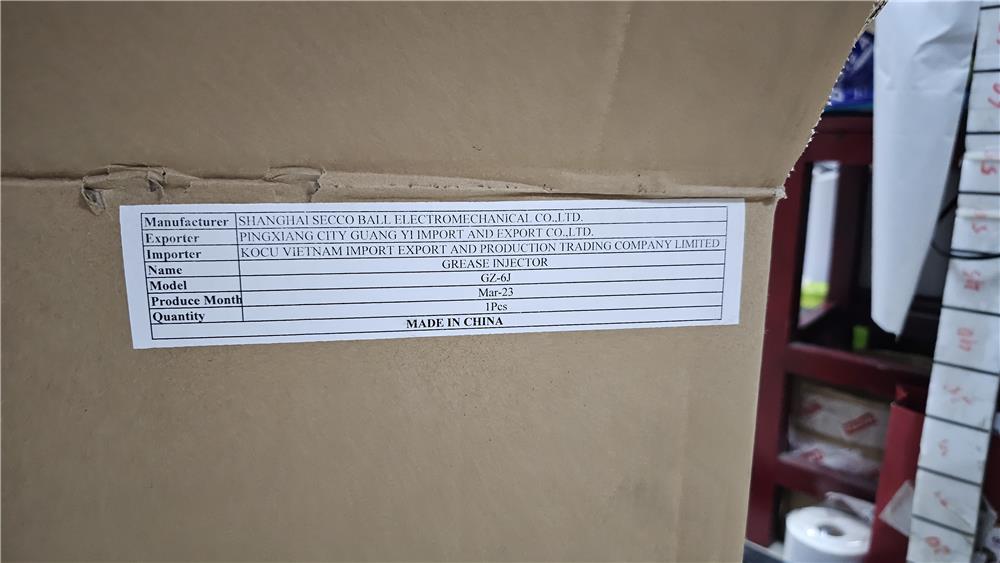 Manufacturer SHANGHAI SECCO BALL ELECTROMECHANICAL CO.,LTD.
Exporter PINGXIANG CITY GUANG YI IMPORT AND EXPORT CO.,LTD.
Importer KOCU VIETNAM IMPORT EXPORT AND PRODUCTION TRADING COMPANY LIMITED
Name GREASE INJECTOR
Model GZ-6J
Produce Month Mar-23
Quantity 1Pcs
MADE IN CHINA